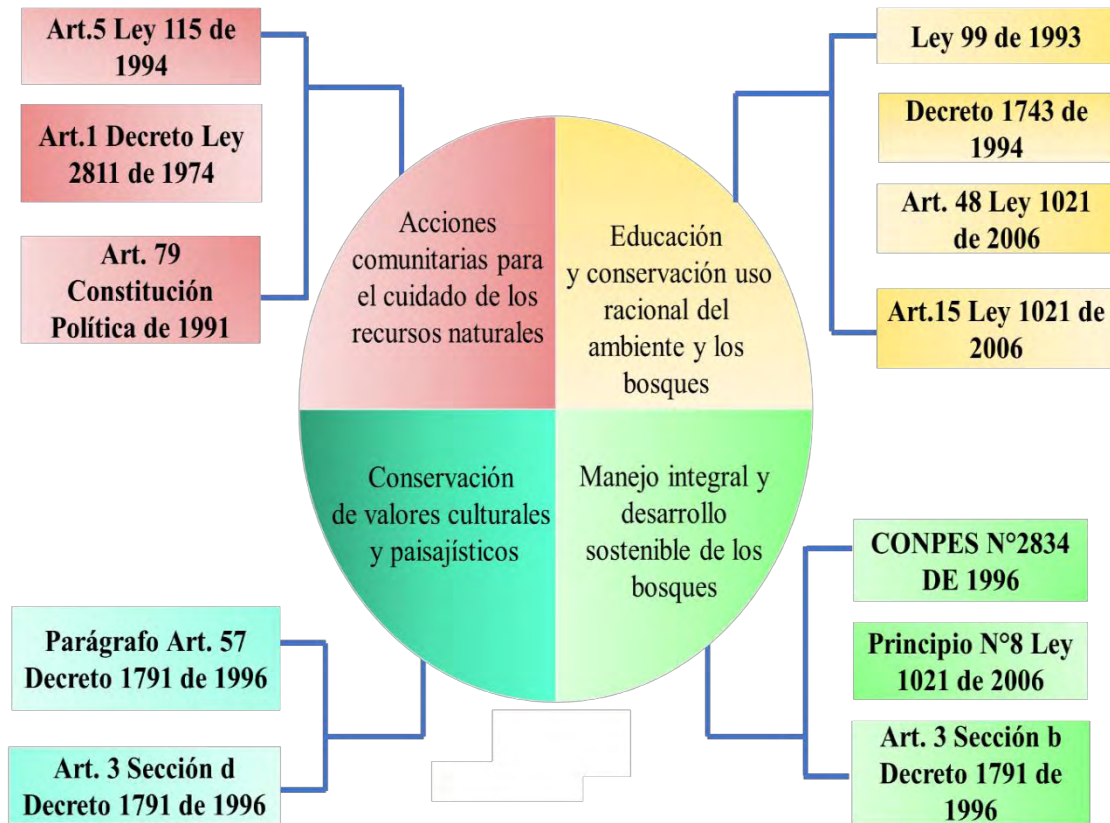 Art.5 Ley 115 de
1994
Art.1 Decreto Ley
2811 de 1974
Art. 79
Constitución
Política de 1991
Acciones
comunitarias para
el cuidado de los
recursos naturales
Educación
y conservación uso
racional del
ambiente y los
bosques
Ley 99 de 1993
Decreto 1743 de
1994
Art. 48 Ley 1021
de 2006
Art.15 Ley 1021 de
2006
Conservación
de valores culturales
y paisajísticos
Manejo integral y
desarrollo
sostenible de los
bosques
Parágrafo Art. 57
Decreto 1791 de 1996
Art. 3 Sección d
Decreto 1791 de 1996
CONPES N°2834
DE 1996
Principio N°8 Ley
1021 de 2006
Art. 3 Sección b
Decreto 1791 de
1996